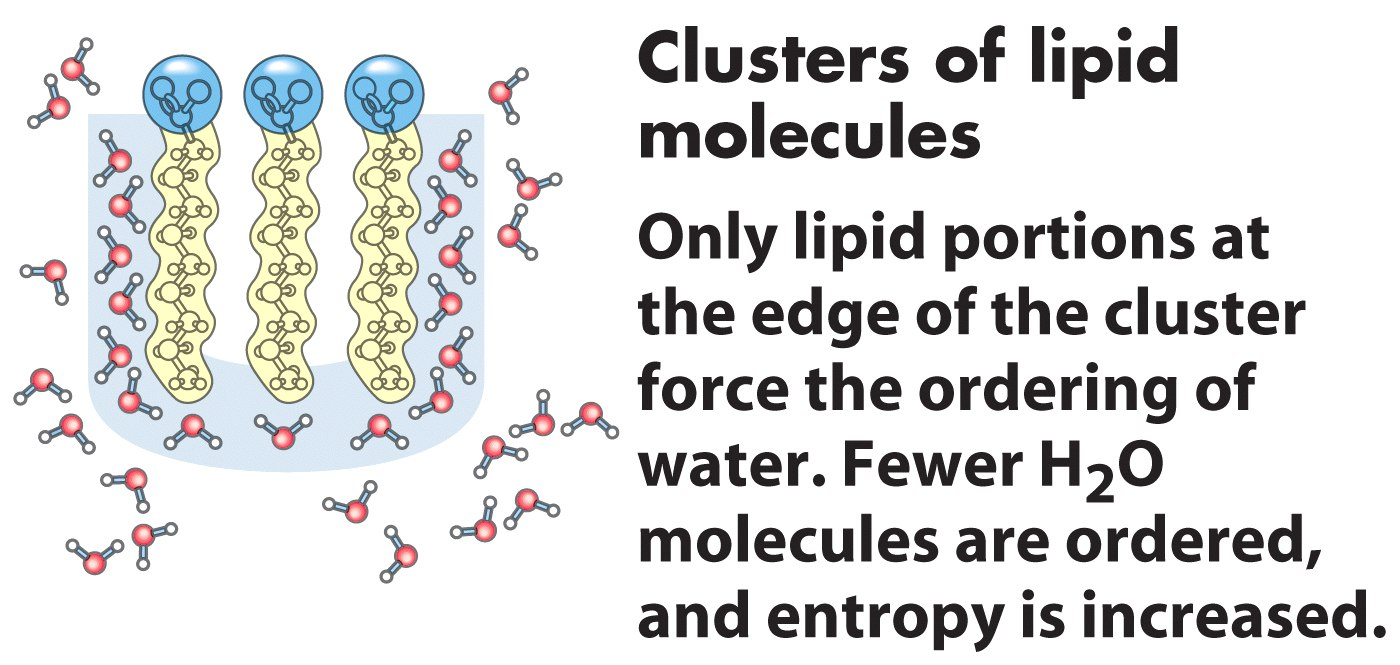 Clusters of lipid
molecules
Only lipid portions at
the edge of the cluster
force the ordering of
water. Fewer H₂O
molecules are ordered,
and entropy is increased.